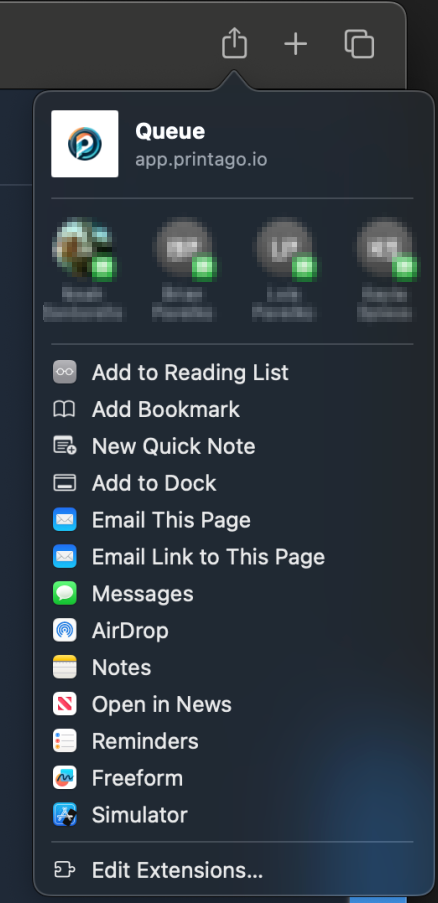 Queue
app.printago.io
Add to Reading List
Add Bookmark
New Quick Note
Add to Dock
Email This Page
Email Link to This Page
Messages
AirDrop
Notes
Open in News
Reminders
Freeform
Simulator
Edit Extensions...